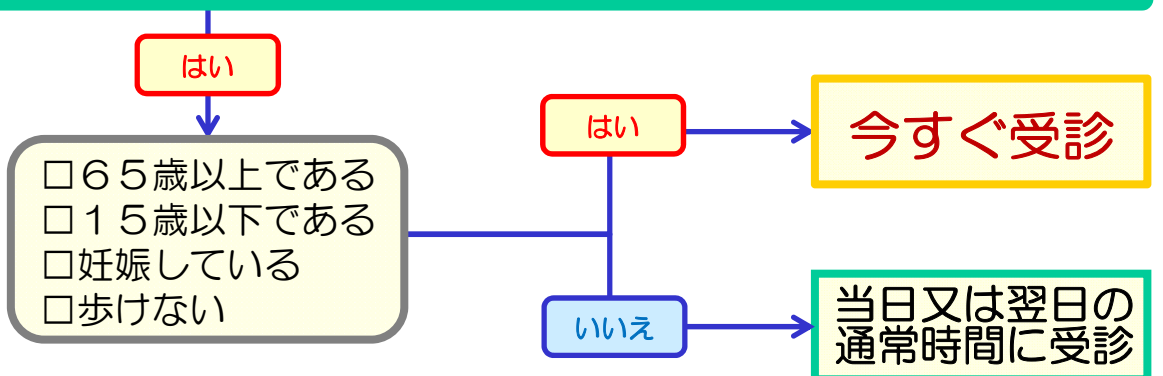 はい
□６５歳以上である
□１５歳以下である
□妊娠している
□歩けない
はい
今すぐ受診
いいえ
当日又は翌日の
通常時間に受診